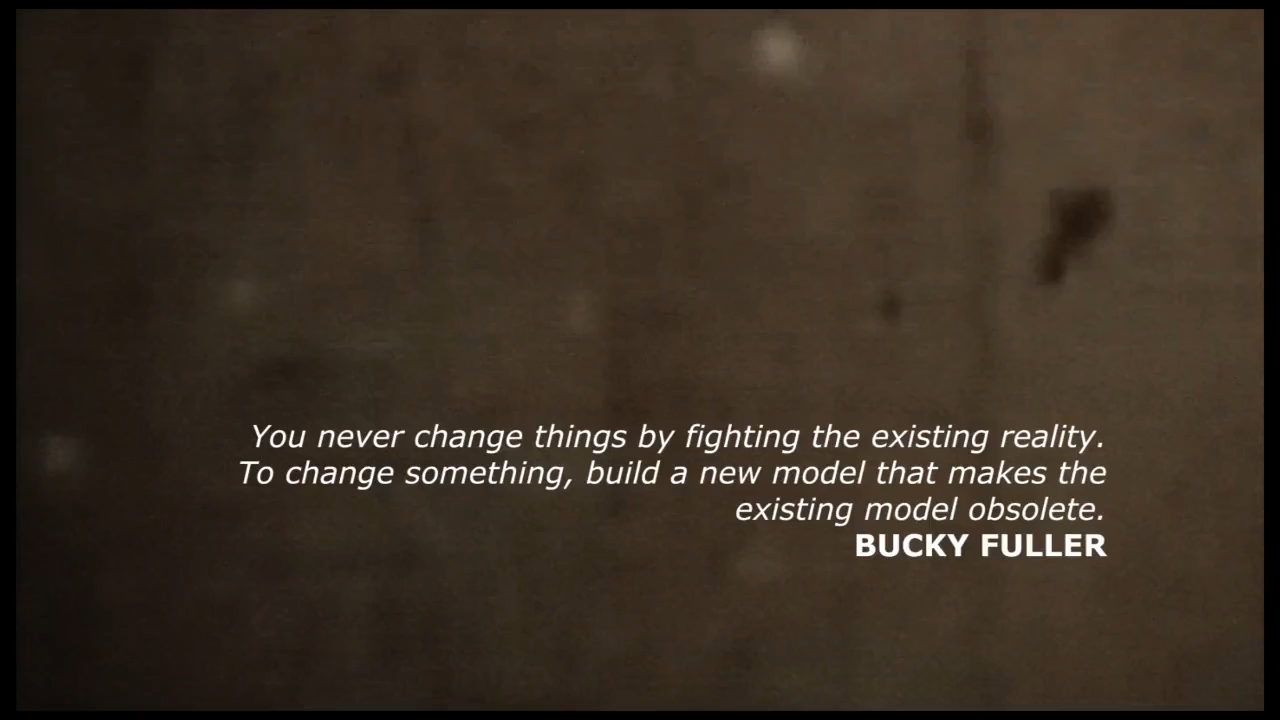 You never change things by fighting the existing reality.
To change something, build a new model that makes the
existing model obsolete.
BUCKY FULLER